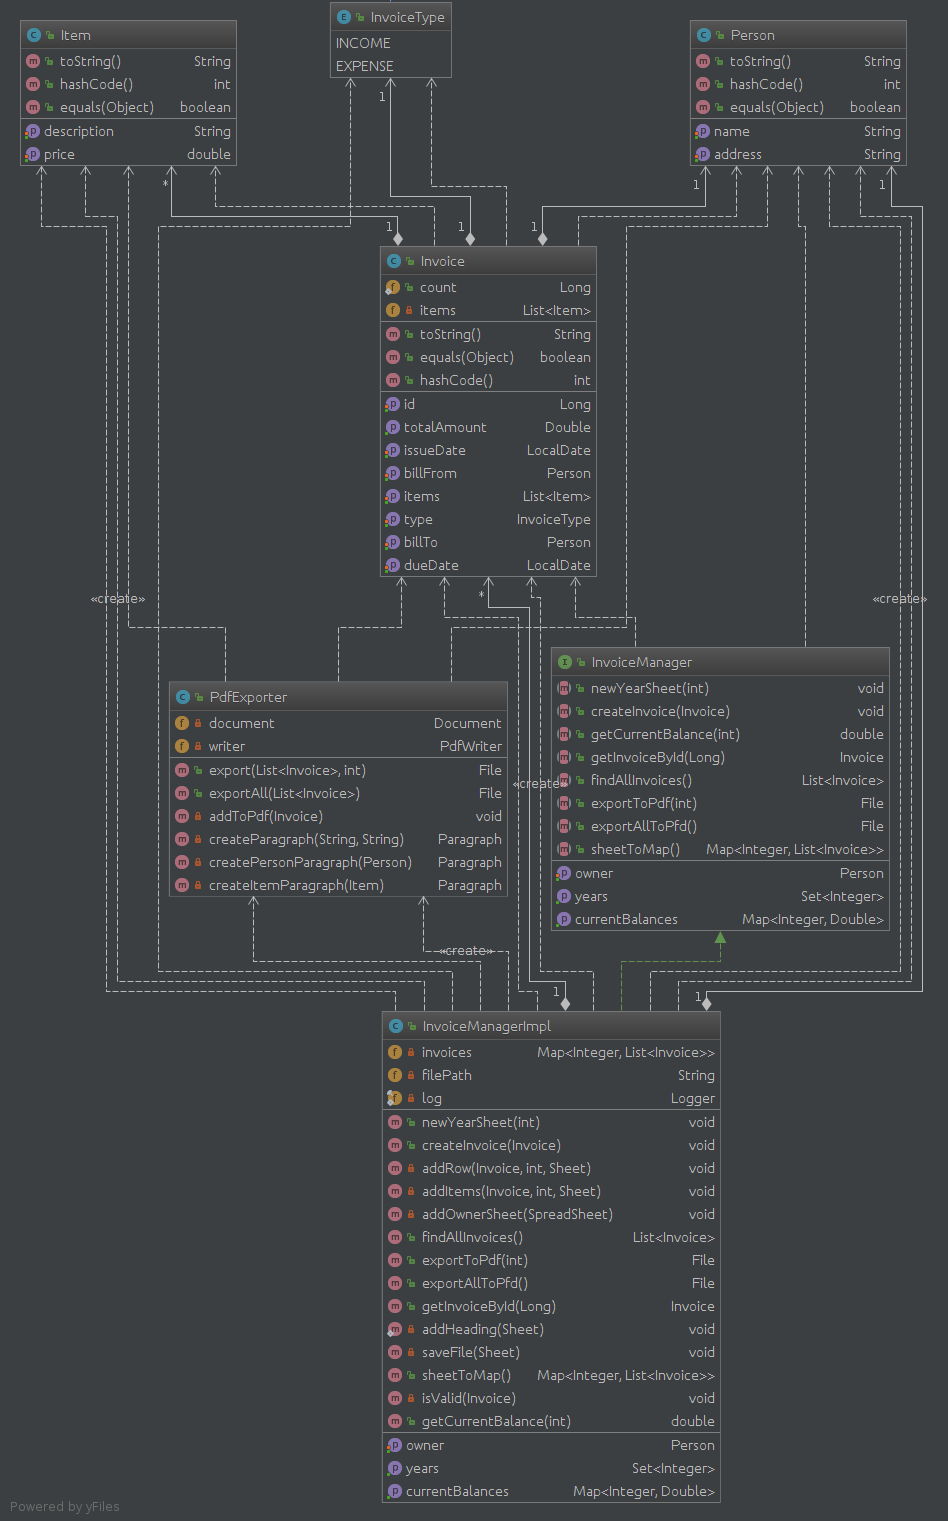 C Item
m toString() String
m hashCode() int
m equals(Object) boolean
p description String
p price double
E InvoiceType
INCOME
EXPENSE
C Person
m toString() String
m hashCode() int
m equals(Object) boolean
p name String
p address String
1
*
1
1
1
1
1
1
C Invoice
f count Long
f items List<Item>
m toString() String
m equals(Object) boolean
m hashCode() int
p id Long
p totalAmount Double
p issueDate LocalDate
p billFrom Person
p items List<Item>
p type InvoiceType
p billTo Person
p dueDate LocalDate
*
«create»
«create»
C PdfExporter
f document Document
f writer PdfWriter
m export(List<Invoice>, int) File
m exportAll(List<Invoice>) File
m addToPdf(Invoice) void
m createParagraph(String, String) Paragraph
m createPersonParagraph(Person) Paragraph
m createItemParagraph(Item) Paragraph
«create»
I InvoiceManager
m newYearSheet(int) void
m createInvoice(Invoice) void
m getCurrentBalance(int) double
m getInvoiceById(Long) Invoice
m findAllInvoices() List<Invoice>
m exportToPdf(int) File
m exportAllToPfd() File
m sheetToMap() Map<Integer, List<Invoice>>
p owner Person
p years Set<Integer>
p currentBalances Map<Integer, Double>
«create»
1
1
C InvoiceManagerImpl
f invoices Map<Integer, List<Invoice>>
f filePath String
f log Logger
m newYearSheet(int) void
m createInvoice(Invoice) void
m addRow(Invoice, int, Sheet) void
m addItems(Invoice, int, Sheet) void
m addOwnerSheet(SpreadSheet) void
m findAllInvoices() List<Invoice>
m exportToPdf(int) File
m exportAllToPfd() File
m getInvoiceById(Long) Invoice
m addHeading(Sheet) void
m saveFile(Sheet) void
m sheetToMap() Map<Integer, List<Invoice>>
m isValid(Invoice) void
m getCurrentBalance(int) double
p owner Person
p years Set<Integer>
p currentBalances Map<Integer, Double>
Powered by yFiles